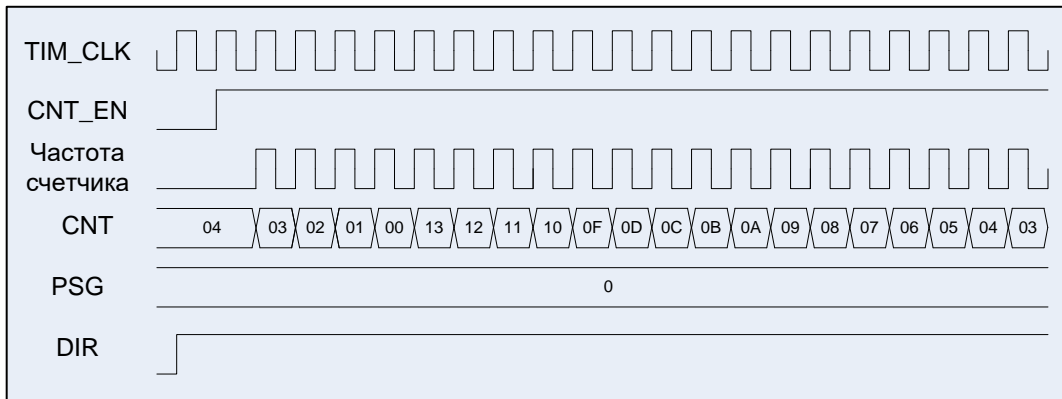 TIM_CLK
CNT_EN
Частота
счетчика
CNT 04 03 02 01 00 13 12 11 10 0F 0D 0C 0B 0A 09 08 07 06 05 04 03
PSG 0
DIR